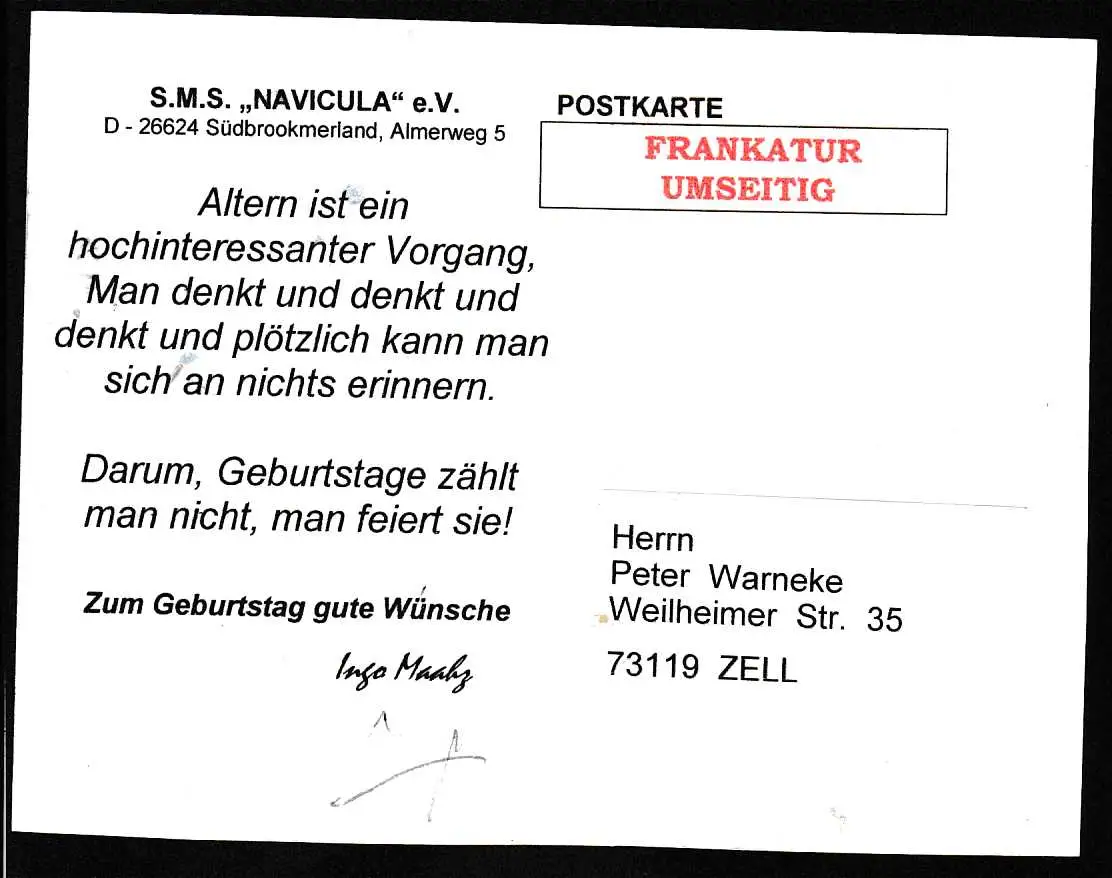 S.M.S. „NAVICULA“ e.V.
D - 26624 Südbrookmerland, Almerweg 5
Altern ist ein
hochinteressanter Vorgang,
Man denkt und denkt und
denkt und plötzlich kann man
sich an nichts erinnern.
Darum, Geburtstage zählt
man nicht, man feiert sie!
Zum Geburtstag gute Wünsche
Ingo Maahz
POSTKARTE
FRANKATUR
UMSEITIG
Herrn
Peter Warneke
Weilheimer Str. 35
73119 ZELL